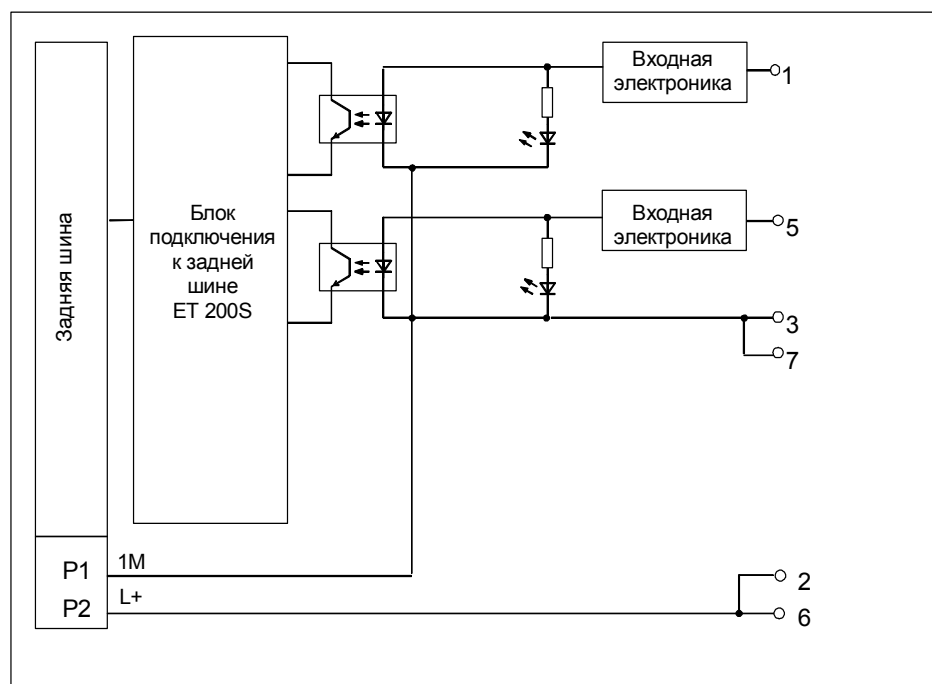 Задняя шина
Блок
подключения
к задней
шине
ET 200S
Входная
электроника
1
Входная
электроника
5
3
7
P1
1M
P2
L+
2
6